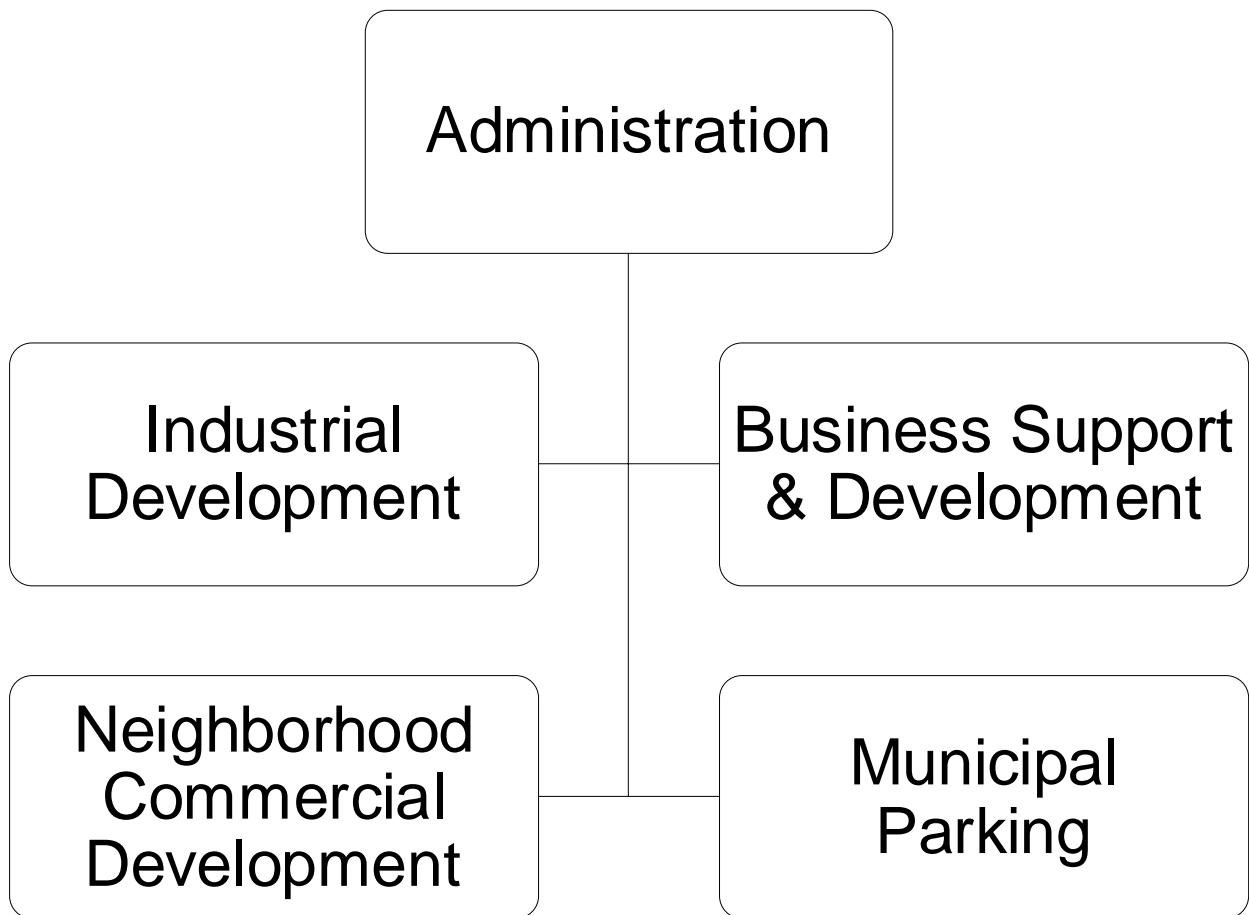 Administration
Industrial
Development
Business Support
& Development
Neighborhood
Commercial
Development
Municipal
Parking